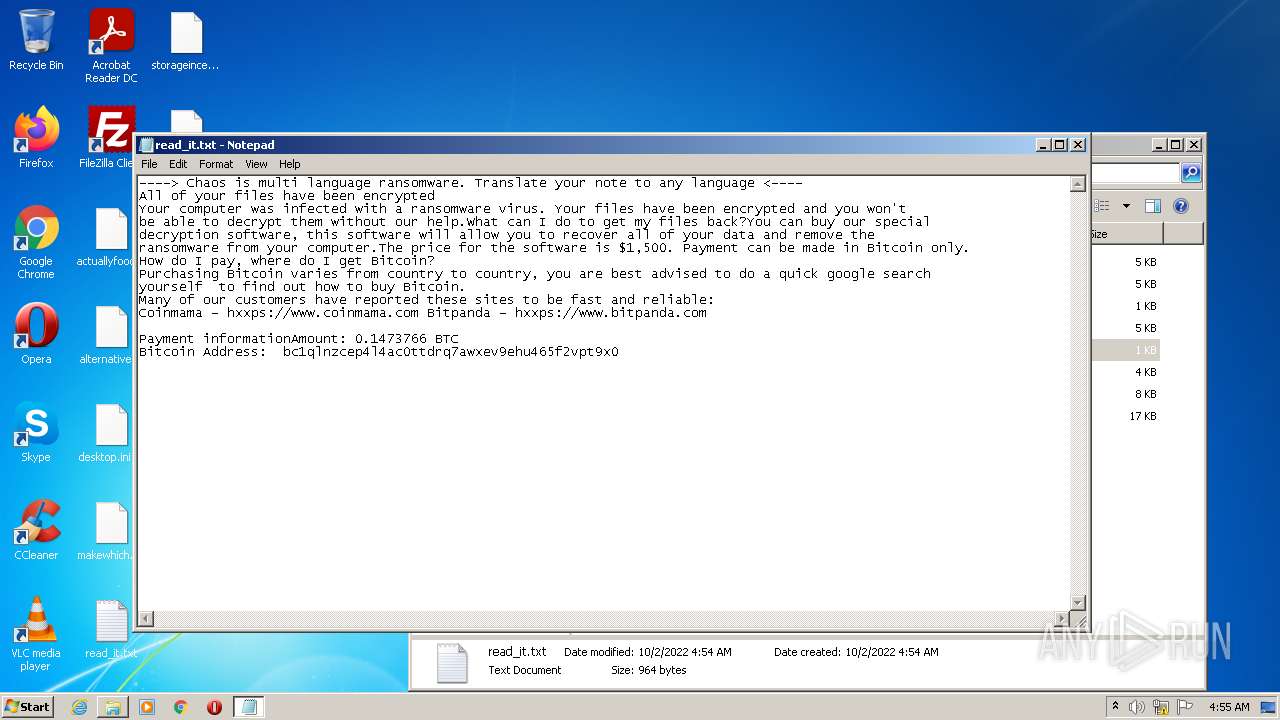 Recycle Bin
Acrobat
Reader DC
storageince...
Firefox
FileZilla Clie
Google
Chrome
actuallyfood
Opera
alternative.
Skype
desktop.ini
CCleaner
makewhich.
VLC media
player
read_it.txt
read_it.txt - Notepad
File Edit Format View Help
----> Chaos is multi language ransomware. Translate your note to any language <----
All of your files have been encrypted
Your computer was infected with a ransomware virus. Your files have been encrypted and you won't
be able to decrypt them without our help.What can I do to get my files back?You can buy our special
decryption software, this software will allow you to recover all of your data and remove the
ransomware from your computer.The price for the software is $1,500. Payment can be made in Bitcoin only.
How do I pay, where do I get Bitcoin?
Purchasing Bitcoin varies from country to country, you are best advised to do a quick google search
yourself  to find out how to buy Bitcoin.
Many of our customers have reported these sites to be fast and reliable:
Coinmama - hxxps://www.coinmama.com Bitpanda - hxxps://www.bitpanda.com
Payment informationAmount: 0.1473766 BTC
Bitcoin Address:
Size
5 KB
5 KB
1 KB
5 KB
1 KB
4 KB
8 KB
17 KB
read_it.txt Date modified: 10/2/2022 4:54 AM Date created: 10/2/2022 4:54 AM
Text Document Size: 964 bytes
ANY RUN
Start
4:55 AM